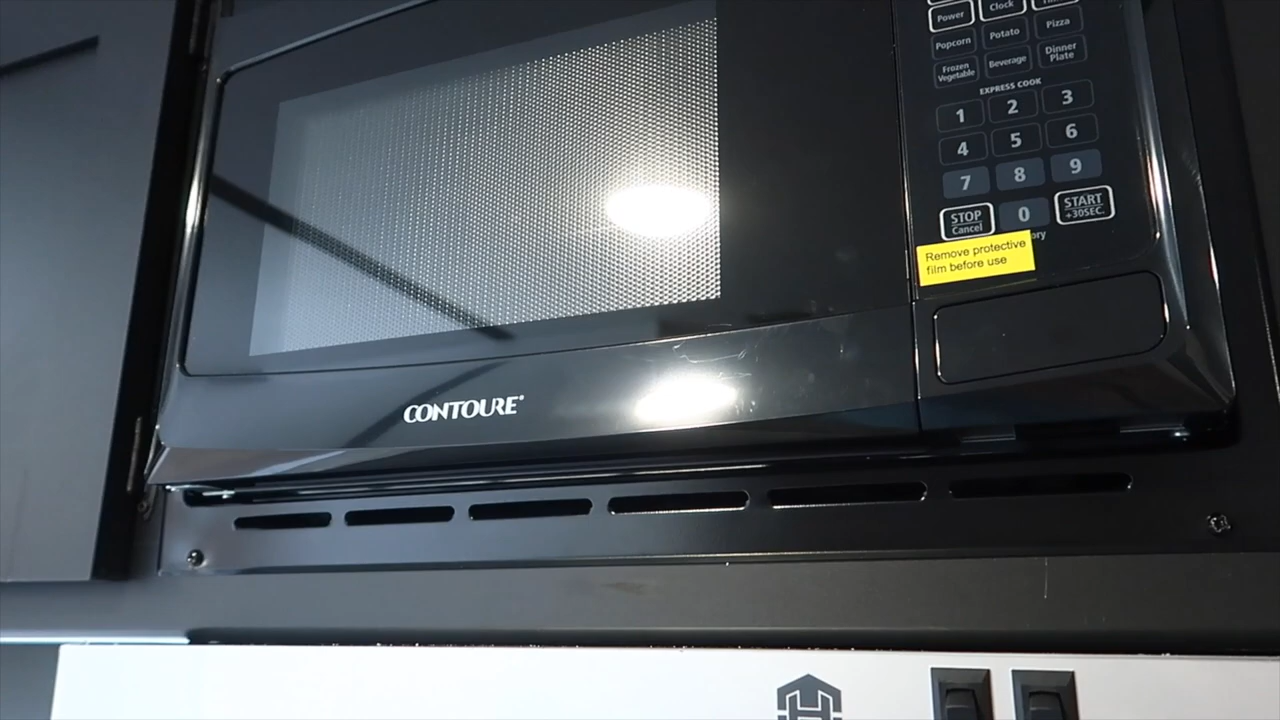 Power Clock
Popcorn Potato Pizza
Frozen Vegetable Beverage Dinner Plate
EXPRESS COOK
1 2 3
4 5 6
7 8 9
STOP Cancel 0 START +30SEC.
Remove protective
film before use
CONTOURE
H